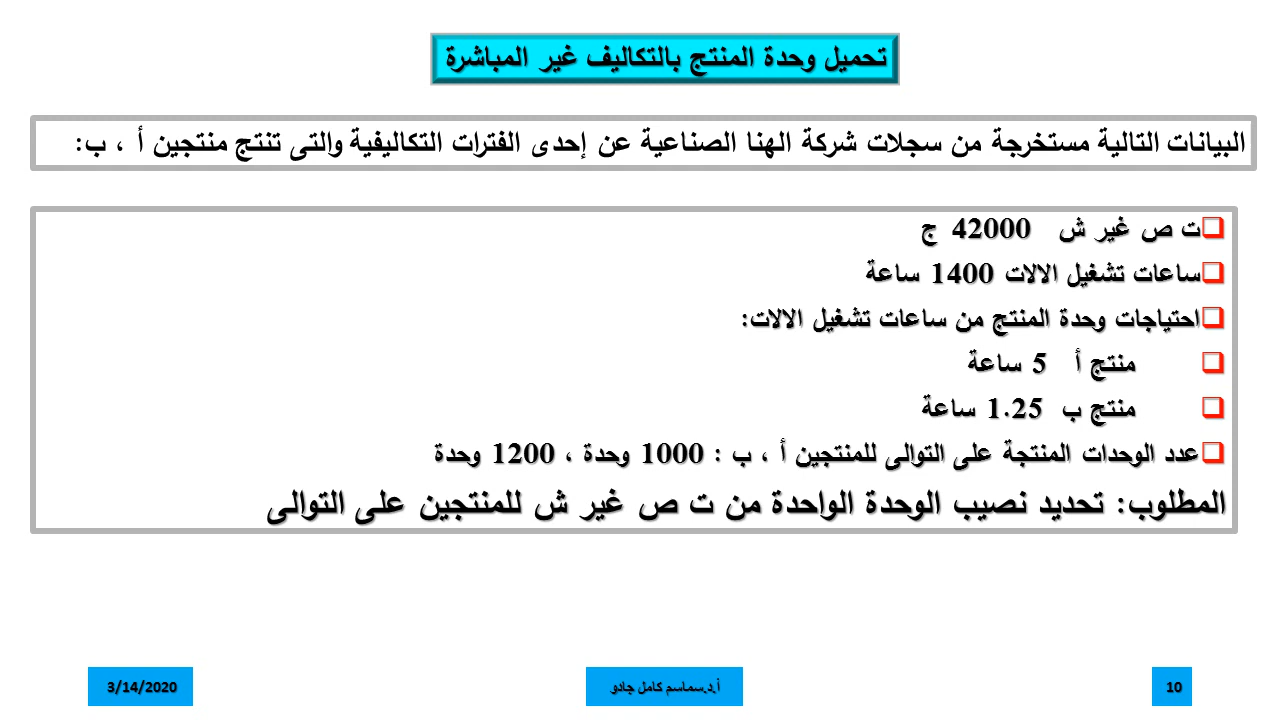 تحميل وحدة المنتج بالتكاليف غير المباشرة
البيانات التالية مستخرجة من سجلات شركة الهنا الصناعية عن إحدى الفترات التكاليفية والتى تنتج منتجين أ ، ب:
ت ص غير ش 42000 ج
ساعات تشغيل الالات 1400 ساعة
احتياجات وحدة المنتج من ساعات تشغيل الالات:
منتج أ 5 ساعة
منتج ب 1.25 ساعة
عدد الوحدات المنتجة على التوالى للمنتجين أ ، ب : 1000 وحدة ، 1200 وحدة
المطلوب: تحديد نصيب الوحدة الواحدة من ت ص غير ش للمنتجين على التوالى
3/14/2020
أ.د.سماسم كامل جادو
10